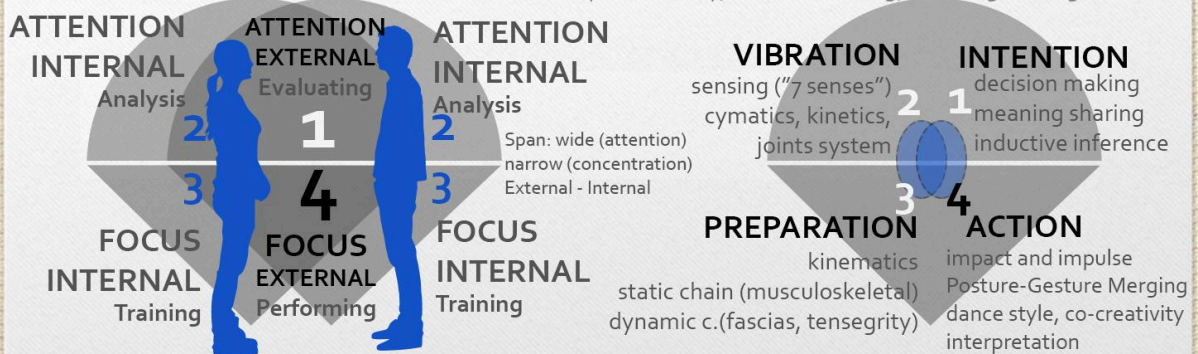 ATTENTION
INTERNAL
Analysis
2
3
FOCUS
INTERNAL
Training
ATTENTION
EXTERNAL
Evaluating
1
4
FOCUS
EXTERNAL
Performing
ATTENTION
INTERNAL
Analysis
2
3
FOCUS
INTERNAL
Training
Span: wide (attention)
narrow (concentration)
External - Internal
VIBRATION
sensing ("7 senses")
cymatics, kinetics,
joints system
2
1
INTENTION
decision making
meaning sharing
inductive inference
3
4
PREPARATION
kinematics
static chain (musculoskeletal)
dynamic c.(fascias, tensegrity)
ACTION
impact and impulse
Posture-Gesture Merging
dance style, co-creativity
interpretation